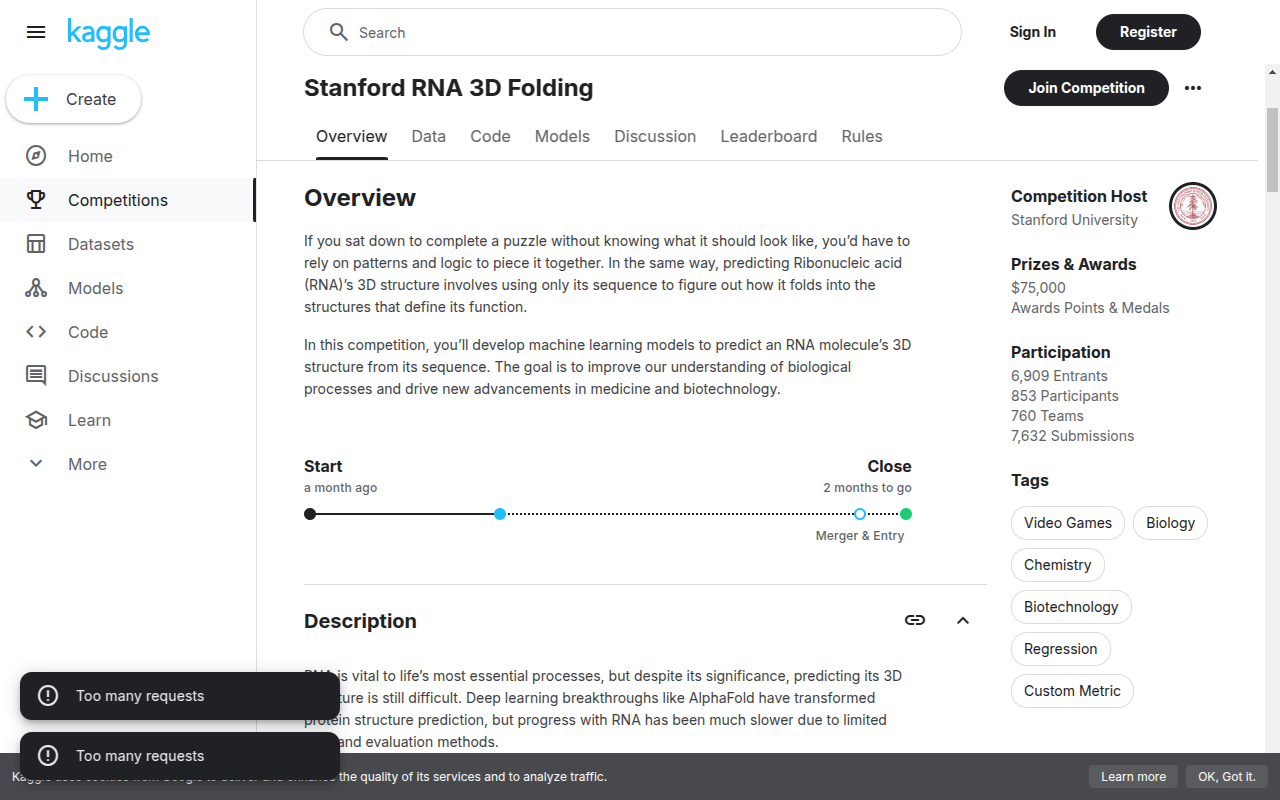 kaggle
Search
Sign In
Register
Create
Home
Competitions
Datasets
Models
Code
Discussions
Learn
More
Stanford RNA 3D Folding
Join Competition
Overview
Data
Code
Models
Discussion
Leaderboard
Rules
Overview
If you sat down to complete a puzzle without knowing what it should look like, you’d have to
rely on patterns and logic to piece it together. In the same way, predicting Ribonucleic acid
(RNA)’s 3D structure involves using only its sequence to figure out how it folds into the
structures that define its function.
In this competition, you’ll develop machine learning models to predict an RNA molecule’s 3D
structure from its sequence. The goal is to improve our understanding of biological
processes and drive new advancements in medicine and biotechnology.
Start
a month ago
Close
2 months to go
Merger & Entry
Description
is vital to life’s most essential processes, but despite its significance, predicting its 3D
is still difficult. Deep learning breakthroughs like AlphaFold have transformed
structure prediction, but progress with RNA has been much slower due to limited
and evaluation methods.
Competition Host
Stanford University
Prizes & Awards
$75,000
Awards Points & Medals
Participation
6,909 Entrants
853 Participants
760 Teams
7,632 Submissions
Tags
Video Games
Biology
Chemistry
Biotechnology
Regression
Custom Metric
Too many requests
Too many requests
the quality of its services and to analyze traffic.
Learn more
OK, Got it.